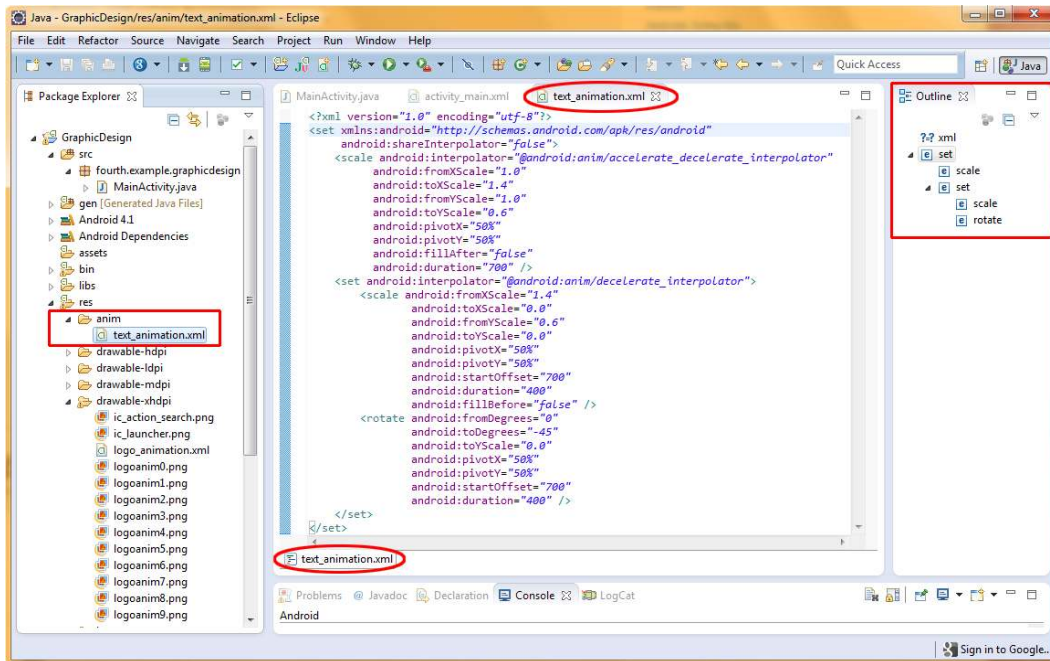 Java - GraphicDesign/res/anim/text_animation.xml - Eclipse
File Edit Refactor Source Navigate Search Project Run Window Help
Quick Access
Java
Package Explorer
GraphicDesign
src
fourth.example.graphicdesign
MainActivity.java
gen [Generated Java Files]
Android 4.1
Android Dependencies
assets
bin
libs
res
anim
text_animation.xml
drawable-hdpi
drawable-ldpi
drawable-mdpi
drawable-xhdpi
ic_action_search.png
ic_launcher.png
logo_animation.xml
logoanim0.png
logoanim1.png
logoanim2.png
logoanim3.png
logoanim4.png
logoanim5.png
logoanim6.png
logoanim7.png
logoanim8.png
logoanim9.png
MainActivity.java activity_main.xml text_animation.xml
<?xml version="1.0" encoding="utf-8"?>
<set xmlns:android="http://schemas.android.com/apk/res/android"
android:shareInterpolator="false">
<scale android:interpolator="@android:anim/accelerate_decelerate_interpolator"
android:fromXScale="1.0"
android:toXScale="1.4"
android:fromYScale="1.0"
android:toYScale="0.6"
android:pivotX="50%"
android:pivotY="50%"
android:fillAfter="false"
android:duration="700" />
<set android:interpolator="@android:anim/decelerate_interpolator">
<scale android:fromXScale="1.4"
android:toXScale="0.0"
android:fromYScale="0.6"
android:toYScale="0.0"
android:pivotX="50%"
android:pivotY="50%"
android:startOffset="700"
android:duration="400"
android:fillBefore="false" />
<rotate android:fromDegrees="0"
android:toDegrees="-45"
android:toYScale="0.0"
android:pivotX="50%"
android:pivotY="50%"
android:startOffset="700"
android:duration="400" />
</set>
</set>
text_animation.xml
Outline
?=? xml
e set
e scale
e set
e scale
e rotate
Problems @ Javadoc Declaration Console LogCat
Android
Sign in to Google...